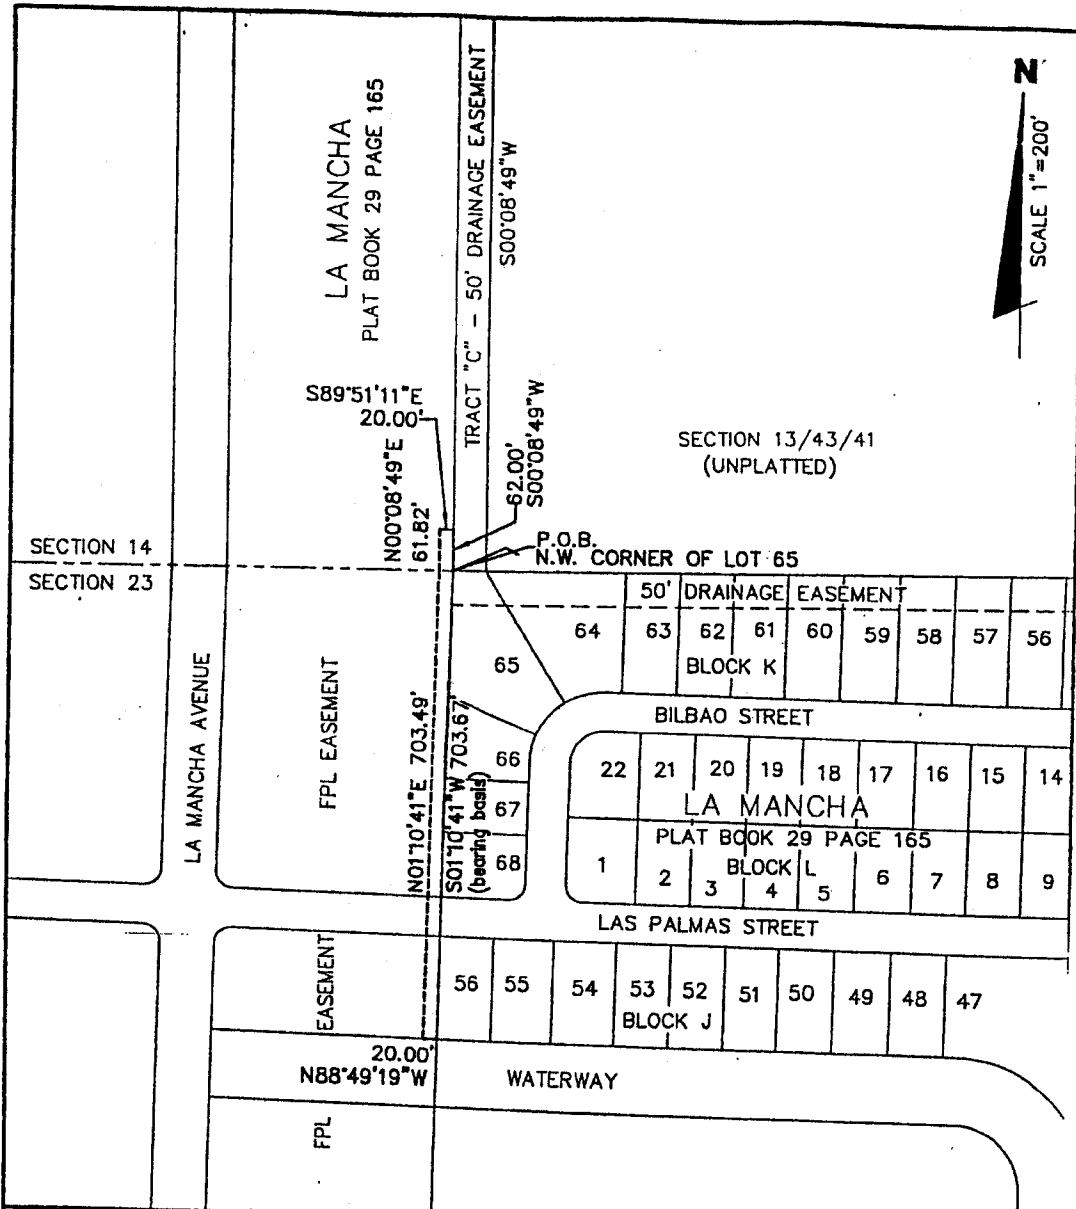 LA MANCHA
PLAT BOOK 29 PAGE 165
TRACT "C" - 50' DRAINAGE EASEMENT
S00°08'49"W
N
SCALE 1"=200'
S89°51'11"E
20.00'
N00°08'49"E
61.82'
62.00'
S00°08'49"W
SECTION 13/43/41
(UNPLATTED)
P.O.B.
N.W. CORNER OF LOT 65
SECTION 14
SECTION 23
50' DRAINAGE EASEMENT
64 63 62 61 60 59 58 57 56
BLOCK K
65
LA MANCHA AVENUE
FPL EASEMENT
N01°10'41"E 703.49'
S01°10'41"W 703.67'
(bearing basis)
BILBAO STREET
66
67
68
22 21 20 19 18 17 16 15 14
LA MANCHA
PLAT BOOK 29 PAGE 165
BLOCK L
1 2 3 4 5 6 7 8 9
LAS PALMAS STREET
EASEMENT
56 55 54 53 52 51 50 49 48 47
BLOCK J
20.00'
N88°49'19"W
WATERWAY
FPL